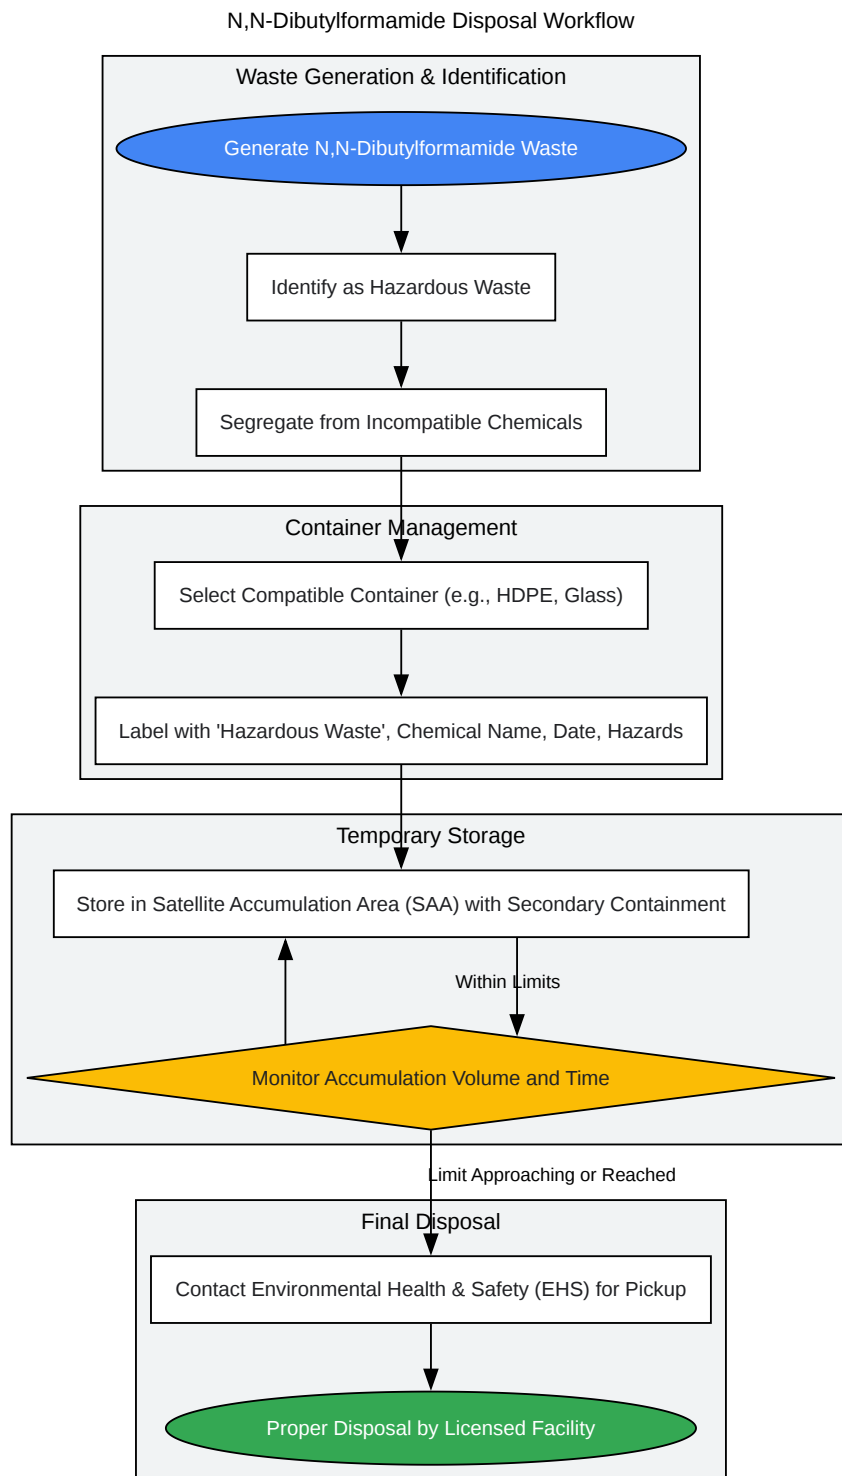 N,N-Dibutylformamide Disposal Workflow
Waste Generation & Identification
Generate N,N-Dibutylformamide Waste
Identify as Hazardous Waste
Segregate from Incompatible Chemicals
Container Management
Select Compatible Container (e.g., HDPE, Glass)
Label with 'Hazardous Waste', Chemical Name, Date, Hazards
Temporary Storage
Store in Satellite Accumulation Area (SAA) with Secondary Containment
Within Limits
Monitor Accumulation Volume and Time
Limit Approaching or Reached
Final Disposal
Contact Environmental Health & Safety (EHS) for Pickup
Proper Disposal by Licensed Facility